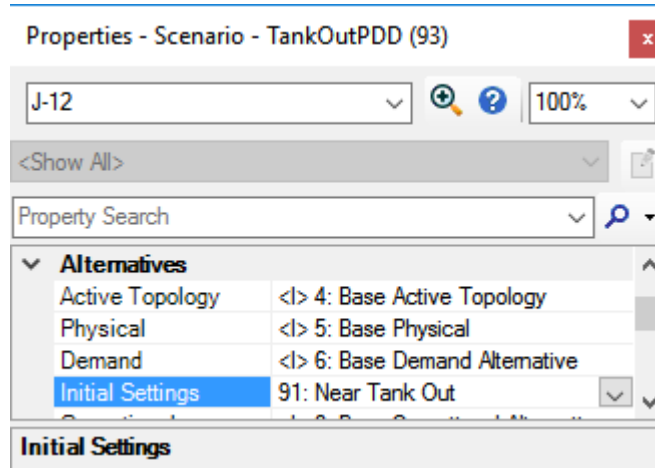 Properties - Scenario - TankOutPDD (93)
x
J-12
100%
<Show All>
Property Search
Alternatives
Active Topology <I> 4: Base Active Topology
Physical <I> 5: Base Physical
Demand <I> 6: Base Demand Alternative
Initial Settings 91: Near Tank Out
Initial Settings